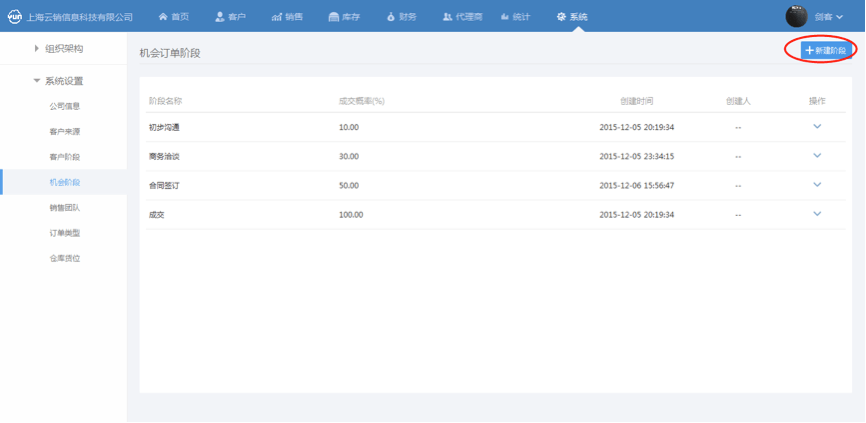 上海云销信息科技有限公司 首页 客户 销售 库存 财务 代理商 统计 系统 剑客
组织架构
系统设置
公司信息
客户来源
客户阶段
机会阶段
销售团队
订单类型
仓库货位
机会订单阶段
新建阶段
阶段名称 成交概率(%) 创建时间 创建人 操作
初步沟通 10.00 2015-12-05 20:19:34 --
商务洽谈 30.00 2015-12-05 23:34:15 --
合同签订 50.00 2015-12-06 15:56:47 --
成交 100.00 2015-12-05 20:19:34 --